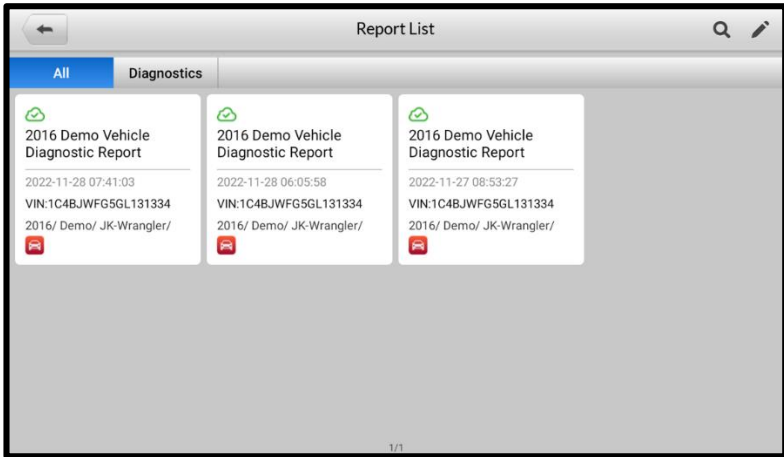 Report List
All
Diagnostics
2016 Demo Vehicle
Diagnostic Report
2022-11-28 07:41:03
VIN:1C4BJWFG5GL131334
2016/ Demo/ JK-Wrangler/
2016 Demo Vehicle
Diagnostic Report
2022-11-28 06:05:58
VIN:1C4BJWFG5GL131334
2016/ Demo/ JK-Wrangler/
2016 Demo Vehicle
Diagnostic Report
2022-11-27 08:53:27
VIN:1C4BJWFG5GL131334
2016/ Demo/ JK-Wrangler/
1/1